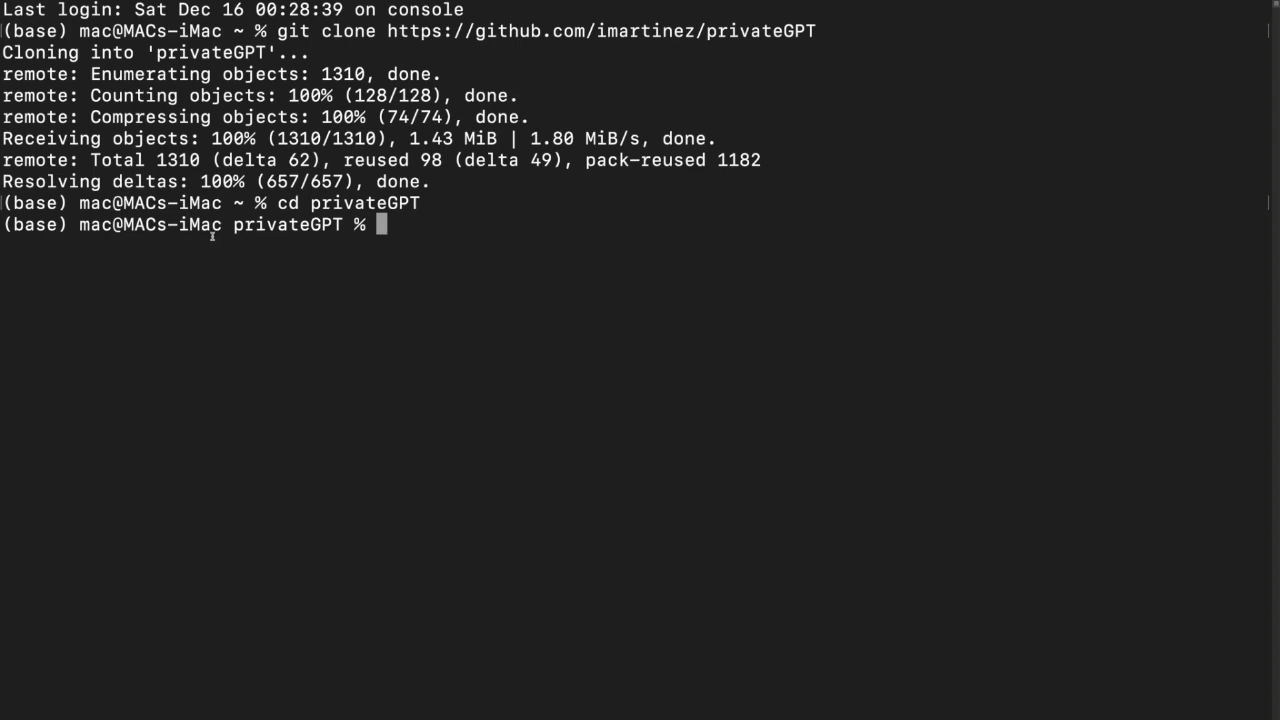 Last login: Sat Dec 16 00:28:39 on console
(base) mac@MACs-iMac ~ % git clone https://github.com/imartinez/privateGPT
Cloning into 'privateGPT'...
remote: Enumerating objects: 1310, done.
remote: Counting objects: 100% (128/128), done.
remote: Compressing objects: 100% (74/74), done.
Receiving objects: 100% (1310/1310), 1.43 MiB | 1.80 MiB/s, done.
remote: Total 1310 (delta 62), reused 98 (delta 49), pack-reused 1182
Resolving deltas: 100% (657/657), done.
(base) mac@MACs-iMac ~ % cd privateGPT
(base) mac@MACs-iMac privateGPT %